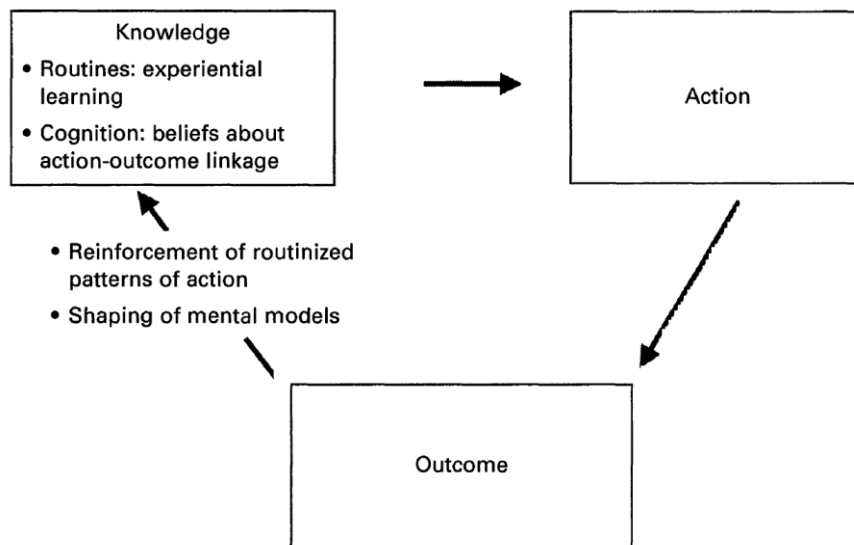 Knowledge
• Routines: experiential
learning
• Cognition: beliefs about
action-outcome linkage
Action
• Reinforcement of routinized
patterns of action
• Shaping of mental models
Outcome